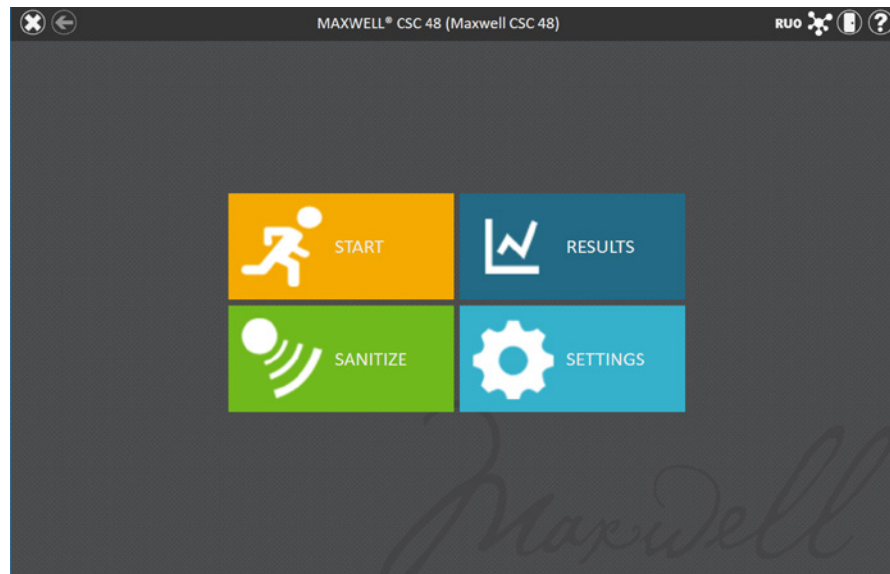 MAXWELL® CSC 48 (Maxwell CSC 48)
RUO
?
START
RESULTS
SANITIZE
SETTINGS
Maxwell